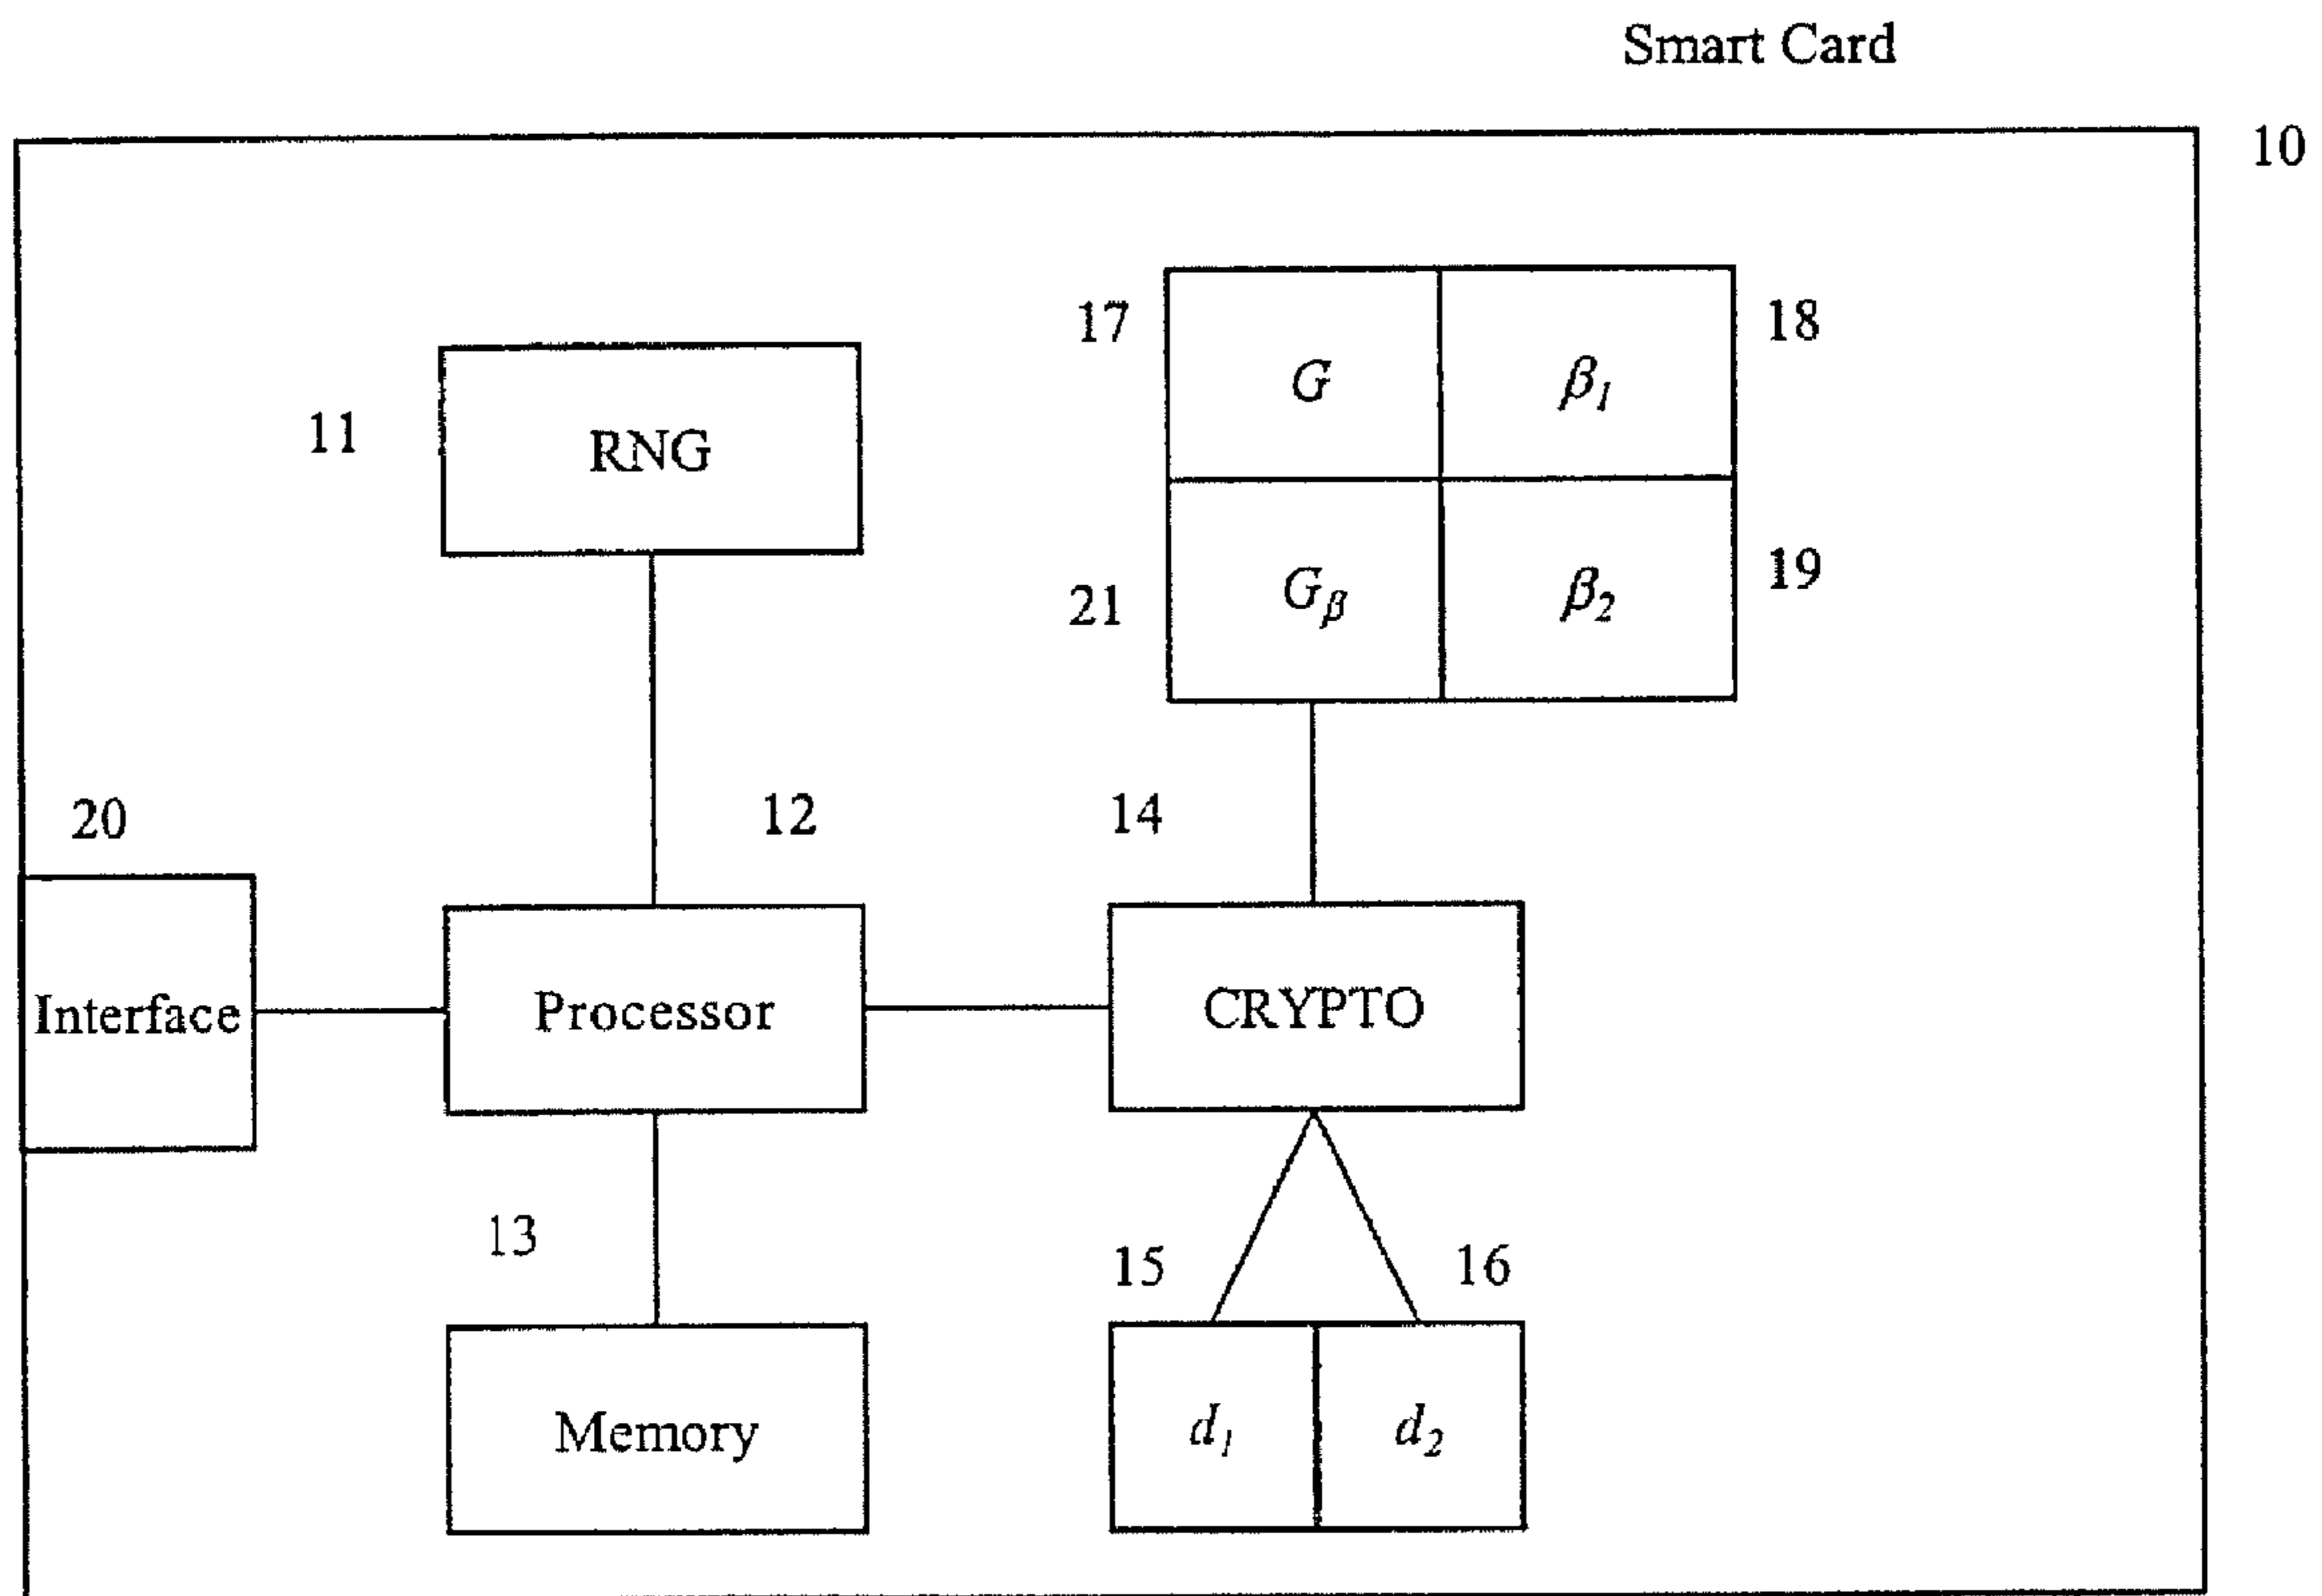 Smart Card
10
17
G
β₁
18
11
RNG
21
G_β
β₂
19
20
12
14
Interface
Processor
CRYPTO
13
15
16
Memory
d₁
d₂